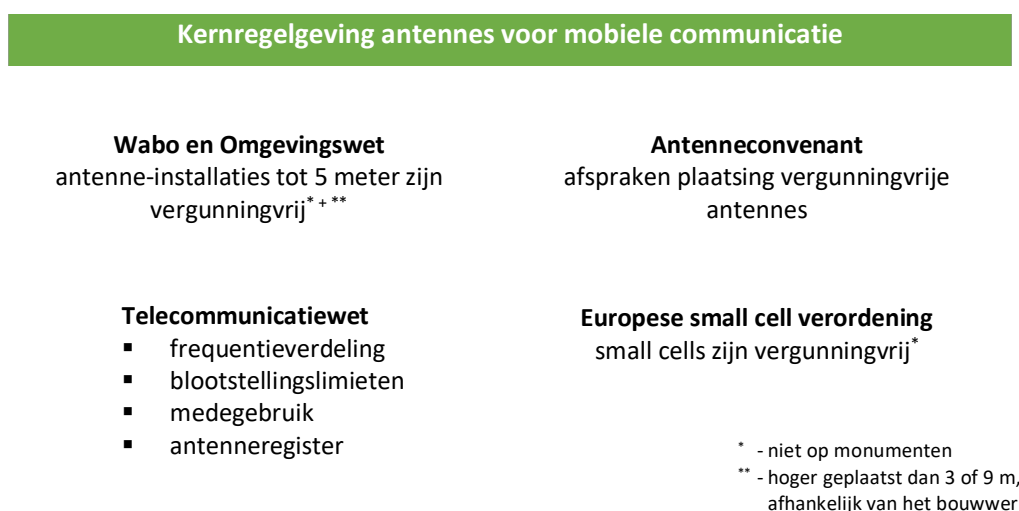 Kernregelgeving antennes voor mobiele communicatie
Wabo en Omgevingswet
antenne-installaties tot 5 meter zijn
vergunningvrij* + **
Antenneconvenant
afspraken plaatsing vergunningvrije
antennes
Telecommunicatiewet
▪ frequentieverdeling
▪ blootstellingslimieten
▪ medegebruik
▪ antenneregister
Europese small cell verordening
small cells zijn vergunningvrij*
* - niet op monumenten
** - hoger geplaatst dan 3 of 9 m,
afhankelijk van het bouwwer